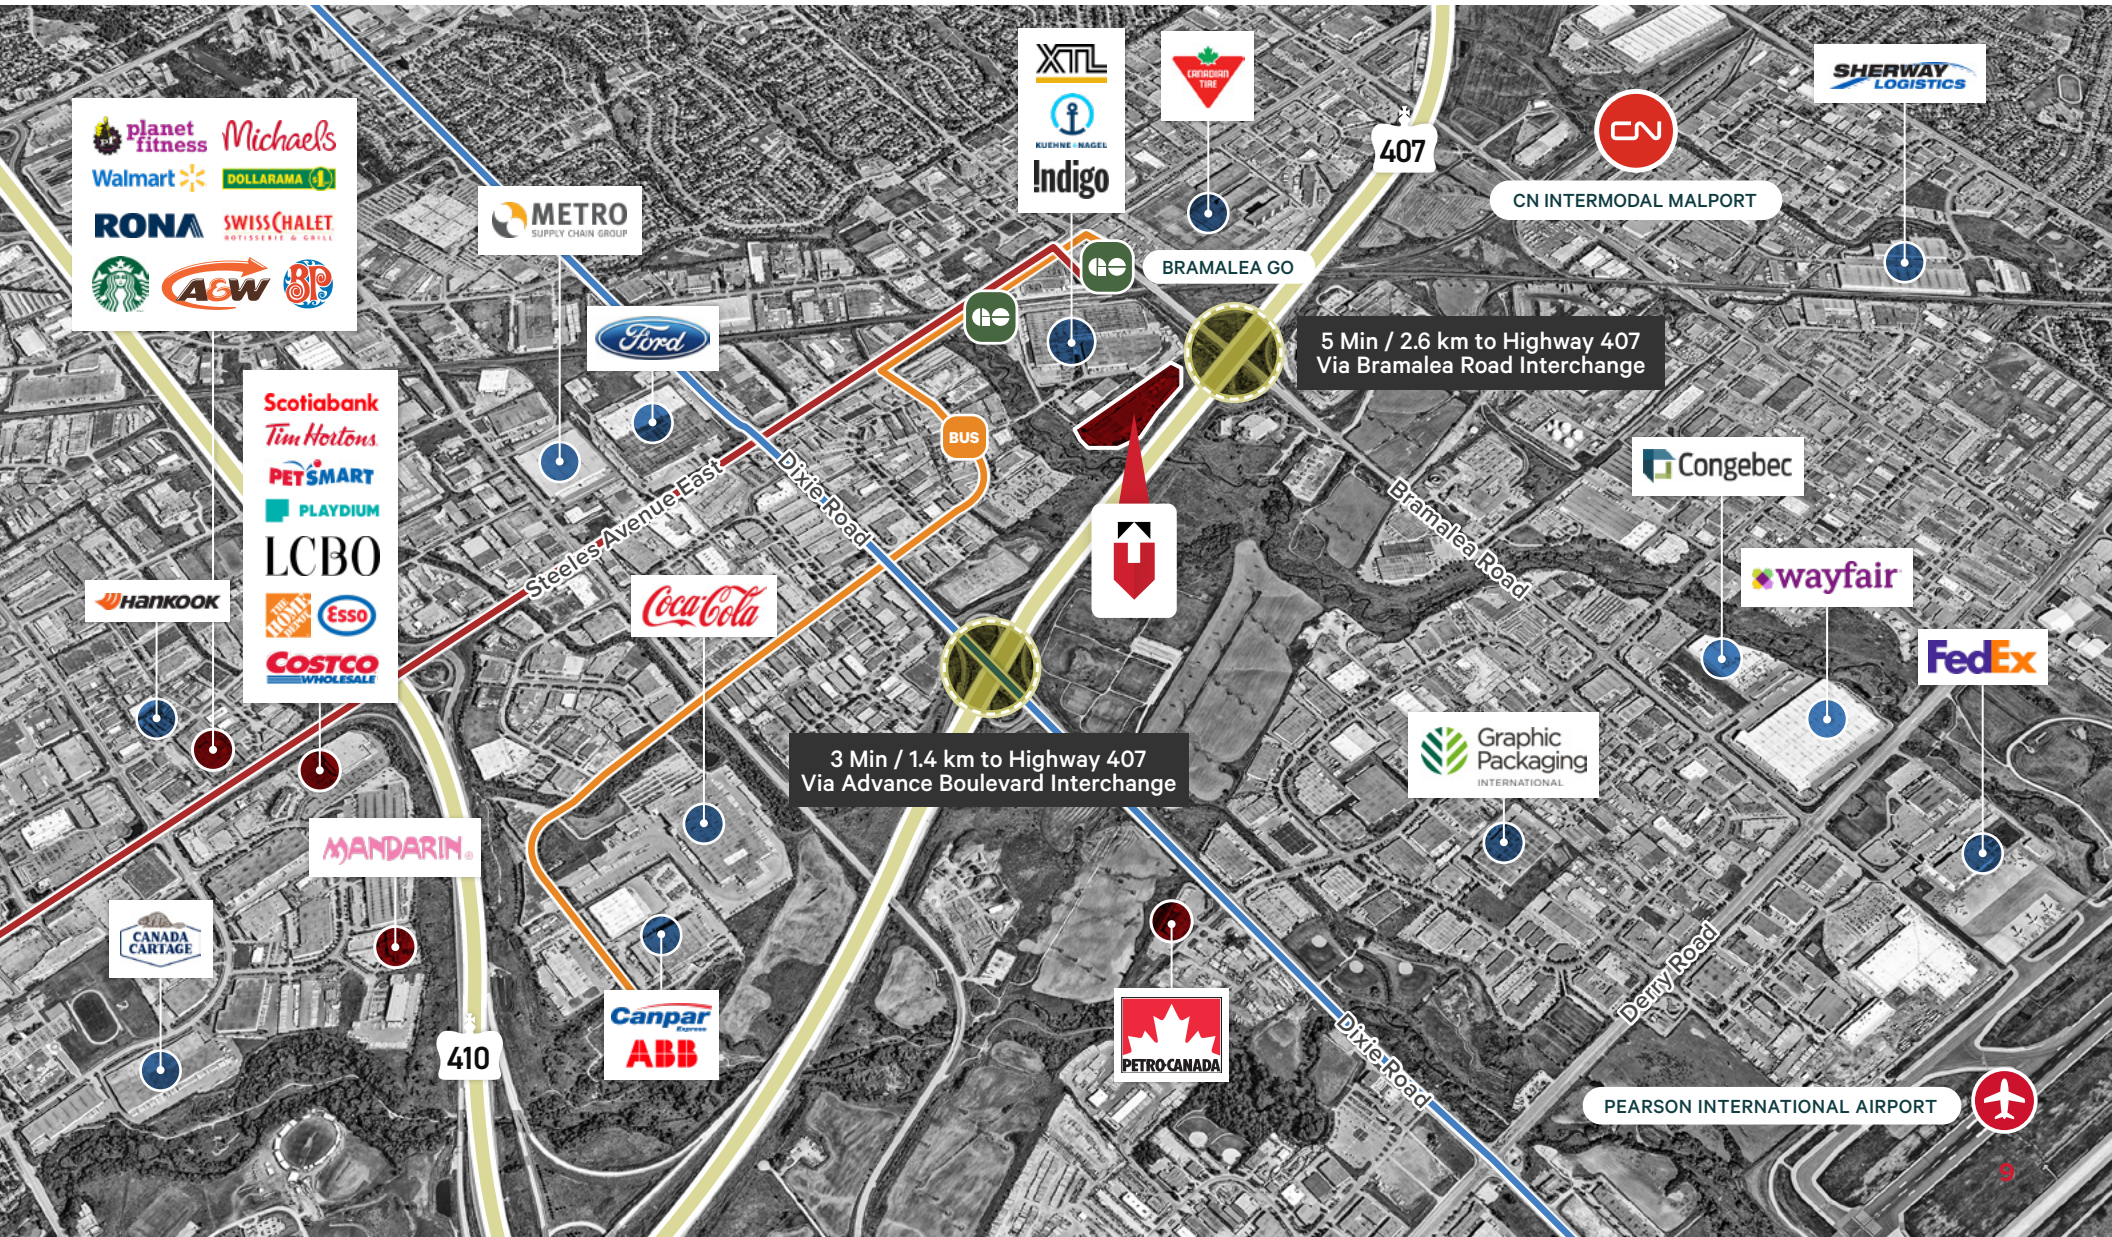 XTL
KUEHNE+NAGEL
Indigo
CANADIAN
TIRE
407
CN
CN INTERMODAL MALPORT
SHERWAY
LOGISTICS
planet
fitness
Michaels
Walmart
DOLLARAMA $1
RONA
SWISS CHALET
ROTISSERIE & GRILL
A&W
BP
METRO
SUPPLY CHAIN GROUP
GO
BRAMALEA GO
GO
Ford
5 Min / 2.6 km to Highway 407
Via Bramalea Road Interchange
Scotiabank
Tim Hortons
PETSMART
PLAYDIUM
LCBO
THE
HOME
DEPOT
Esso
COSTCO
WHOLESALE
BUS
Steeles Avenue East
Dixie Road
Bramalea Road
Congebec
wayfair
FedEx
HANKOOK
Coca-Cola
3 Min / 1.4 km to Highway 407
Via Advance Boulevard Interchange
Graphic
Packaging
INTERNATIONAL
MANDARIN®
CANADA
CARTAGE
410
Canpar
Express
ABB
PETRO-CANADA
Derry Road
Dixie Road
PEARSON INTERNATIONAL AIRPORT
9